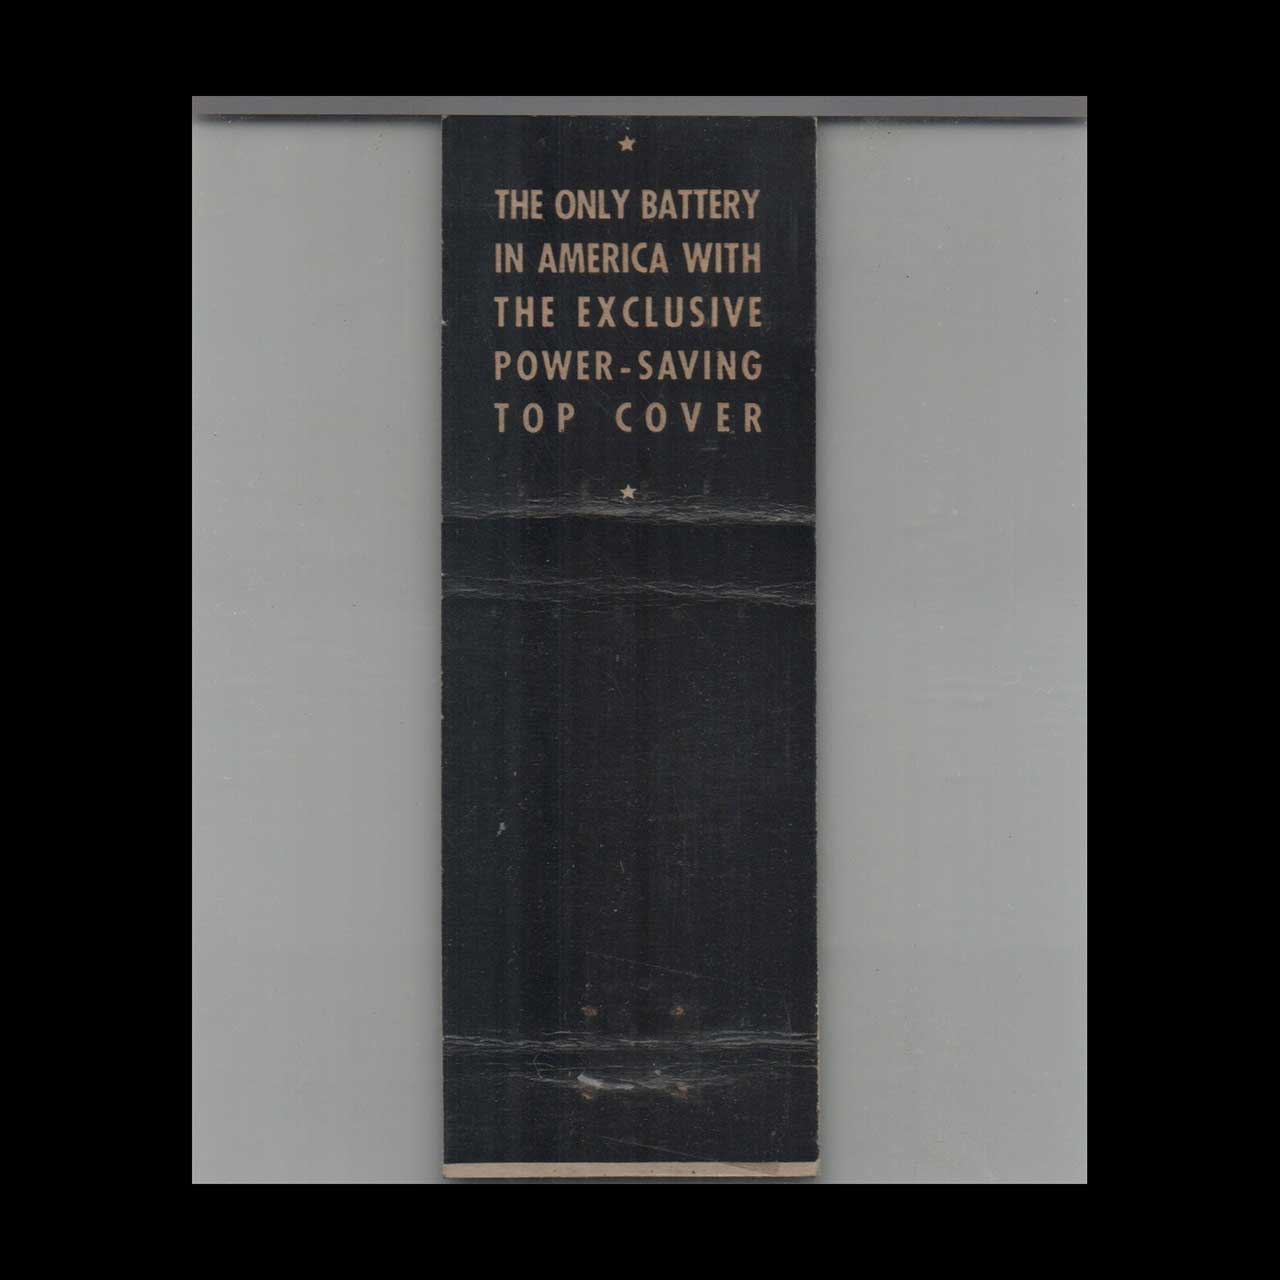 THE ONLY BATTERY
IN AMERICA WITH
THE EXCLUSIVE
POWER-SAVING
TOP COVER